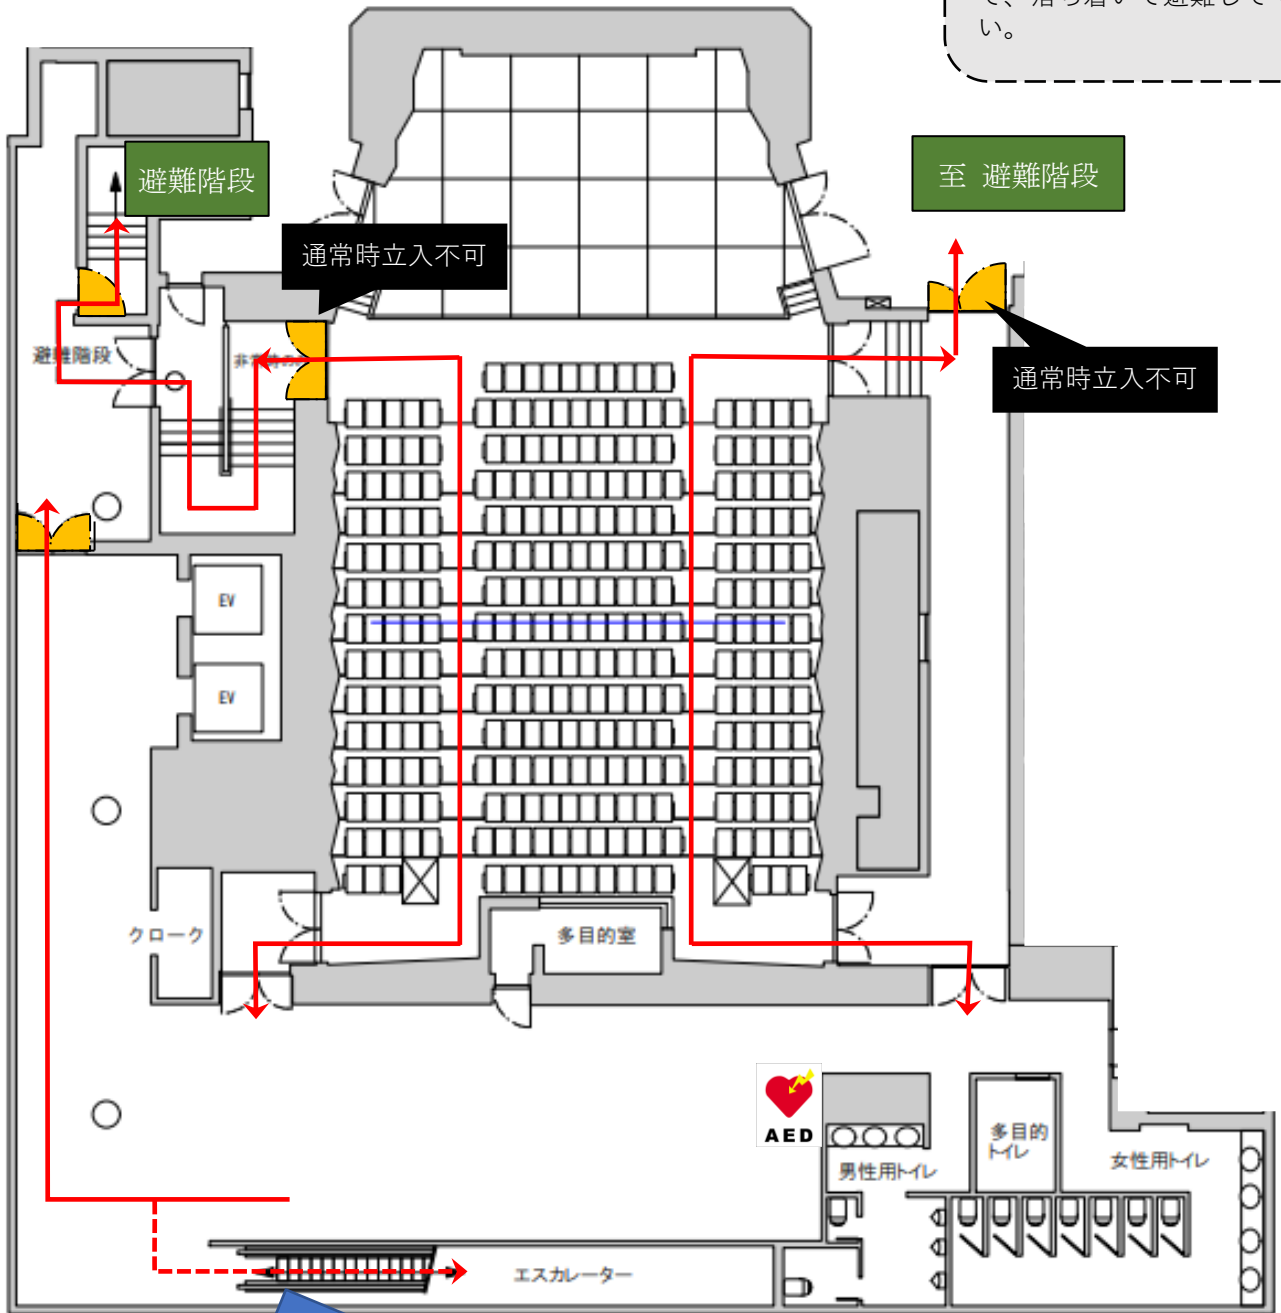 い。
避難階段
至 避難階段
通常時立入不可
避難階段
通常時立入不可
EV
EV
クローク
多目的室
AED
多目的
トイレ
男性用トイレ
女性用トイレ
エスカレーター